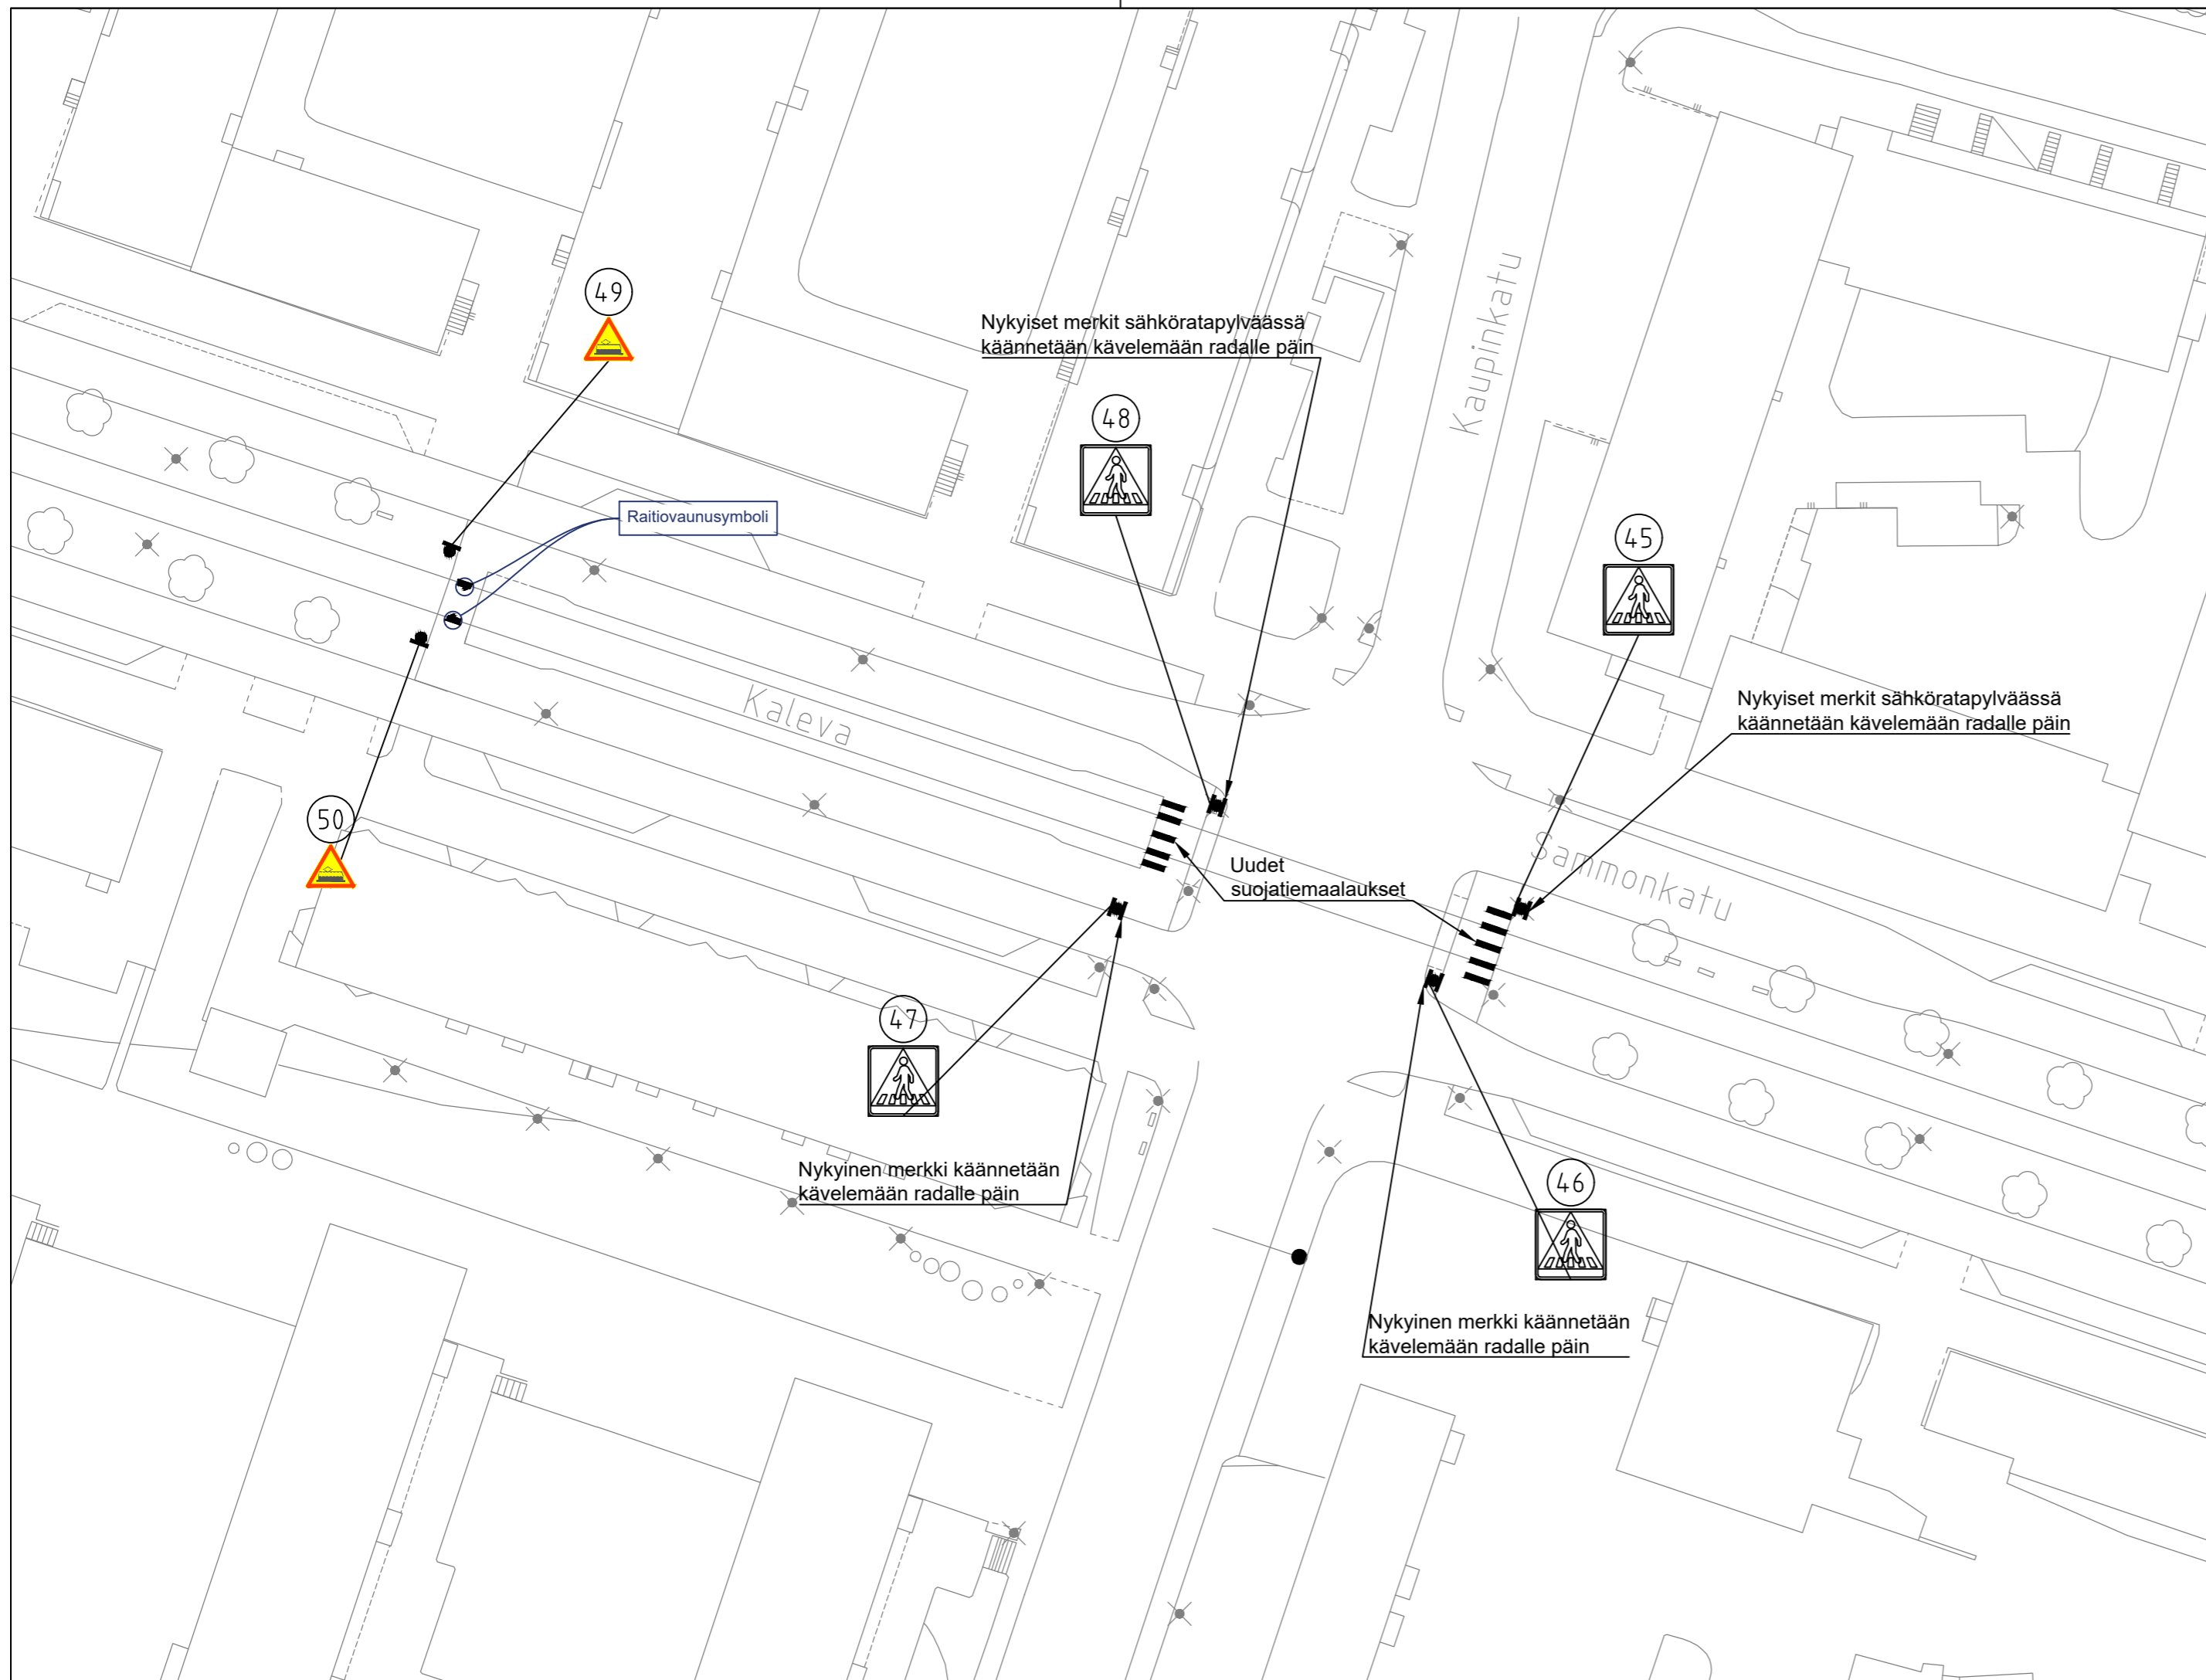 49
Nykyiset merkit sähköratapylväässä
käännetään kävelemään radalle päin
Kaupinkatu
48
Raitiovaunusymboli
45
Nykyiset merkit sähköratapylväässä
käännetään kävelemään radalle päin
Kaleva
50
Uudet
suojatiemaalaukset
Sammonkatu
47
Nykyinen merkki käännetään
kävelemään radalle päin
46
Nykyinen merkki käännetään
kävelemään radalle päin